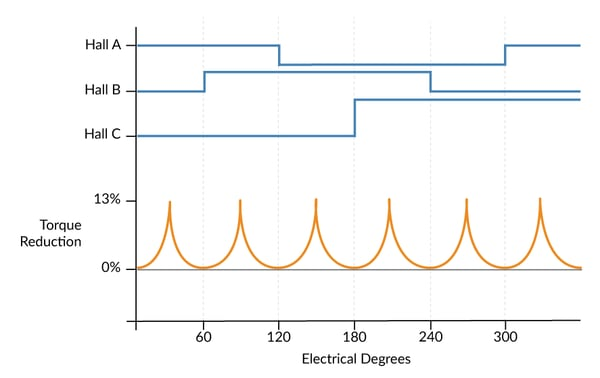 Hall A
Hall B
Hall C
13%
Torque
Reduction
0%
60 120 180 240 300
Electrical Degrees